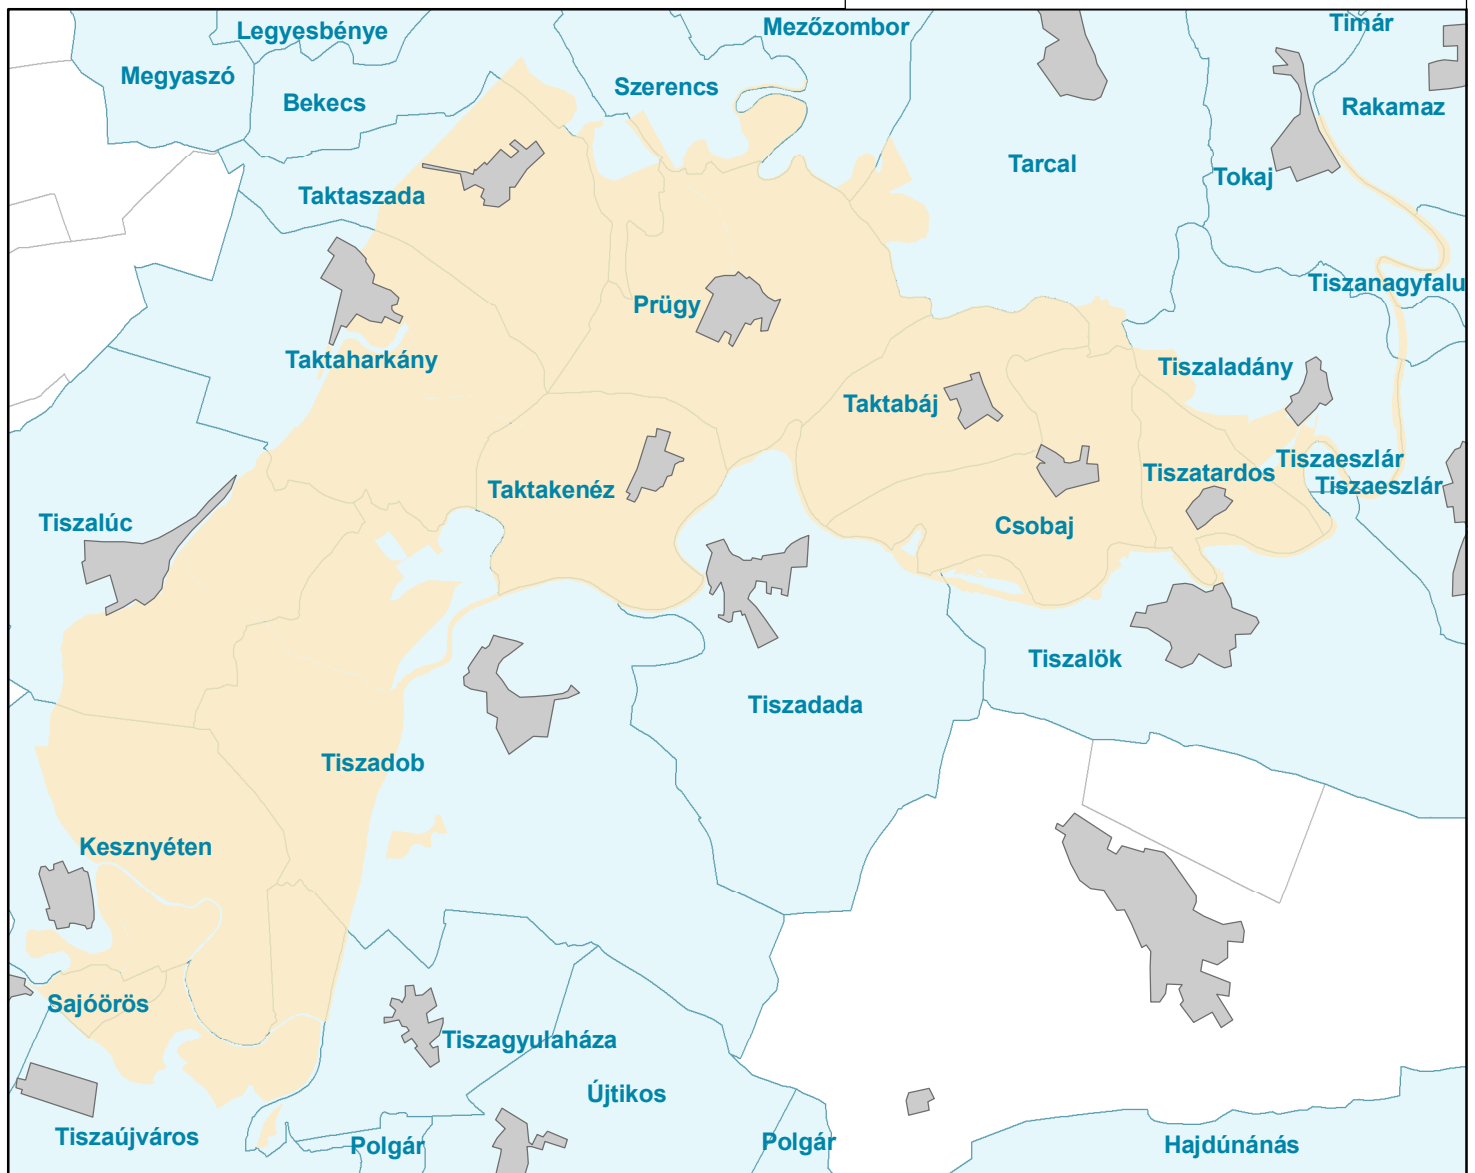 Legyesbénye
Mezőzombor
Timár
Megyaszó
Bekecs
Szerencs
Rakamaz
Tarcal
Tokaj
Taktaszada
Tiszanagyfalu
Prügy
Taktaharkány
Tiszaladány
Taktabáj
Tiszaeszlár
Tiszatardos
Tiszaeszlár
Taktakenéz
Tiszalúc
Csobaj
Tiszalök
Tiszadada
Tiszadob
Kesznyéten
Sajóörös
Tiszagyulaháza
Újtikos
Tiszaújváros
Polgár
Polgár
Hajdúnánás